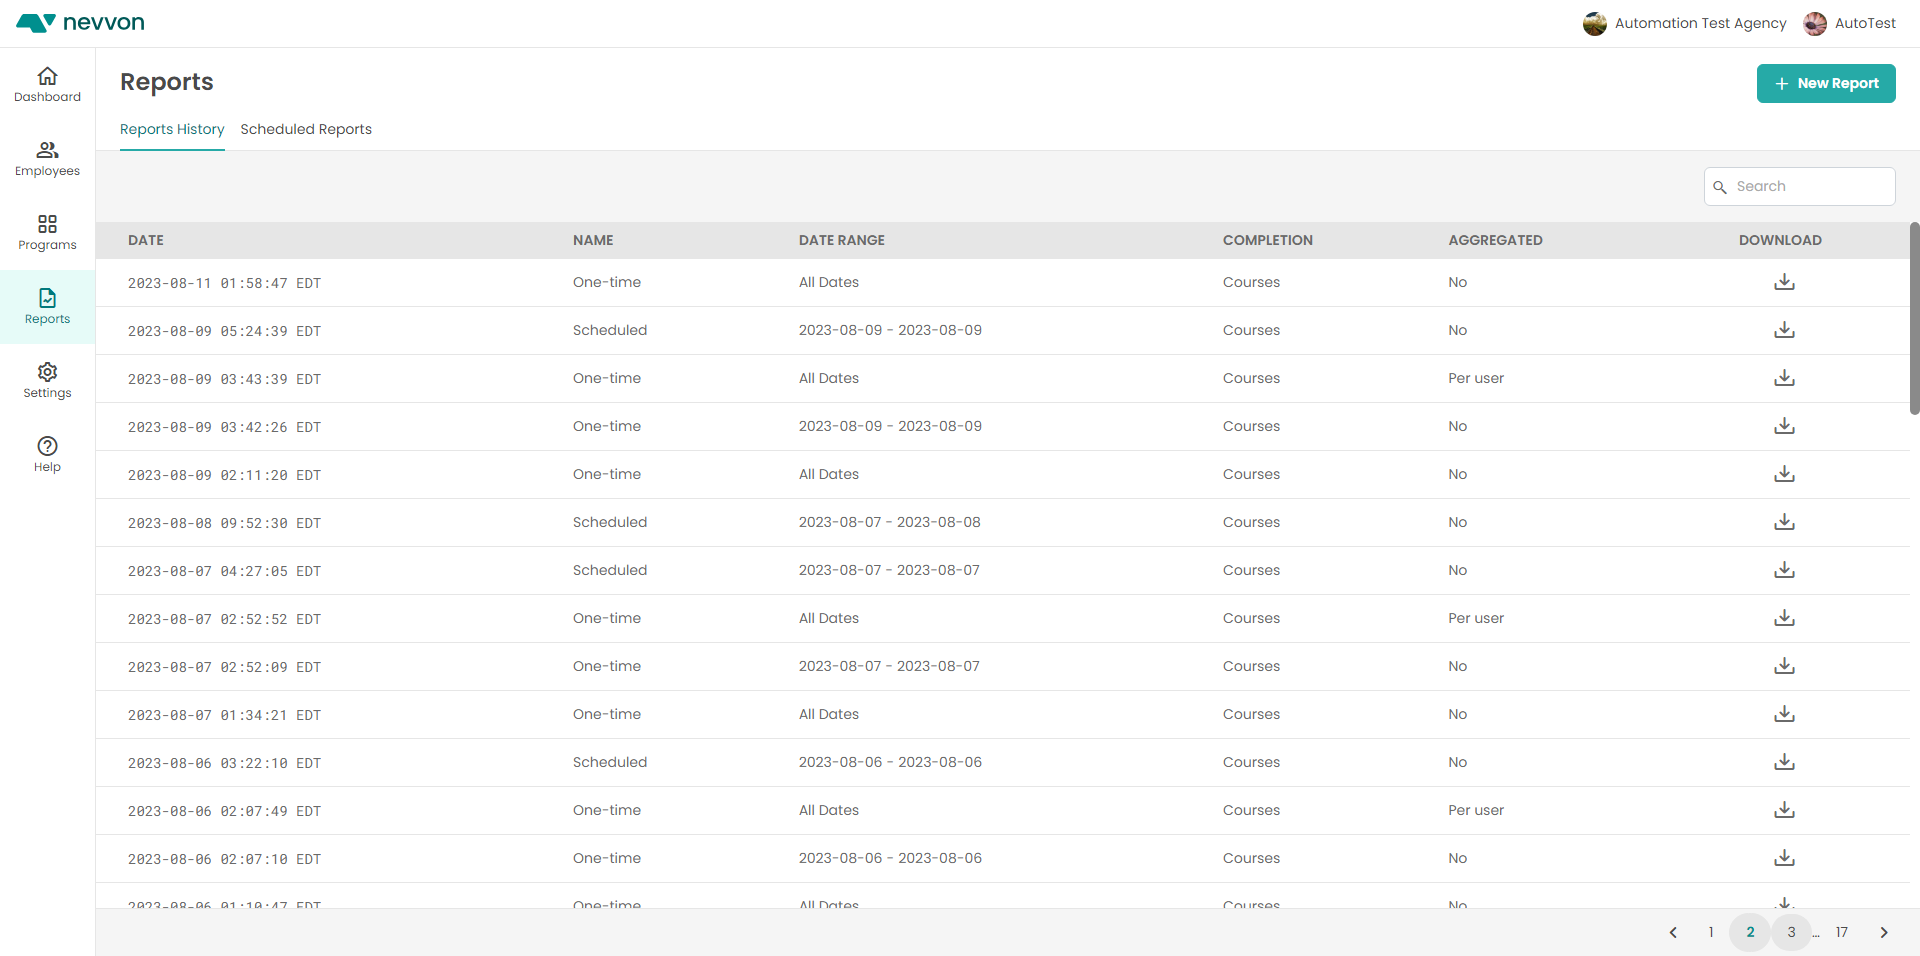 nevvon
Automation Test Agency AutoTest
Dashboard
Employees
Programs
Reports
Settings
Help
Reports
+ New Report
Reports History Scheduled Reports
Search
DATE NAME DATE RANGE COMPLETION AGGREGATED DOWNLOAD
2023-08-11 01:58:47 EDT One-time All Dates Courses No
2023-08-09 05:24:39 EDT Scheduled 2023-08-09 - 2023-08-09 Courses No
2023-08-09 03:43:39 EDT One-time All Dates Courses Per user
2023-08-09 03:42:26 EDT One-time 2023-08-09 - 2023-08-09 Courses No
2023-08-09 02:11:20 EDT One-time All Dates Courses No
2023-08-08 09:52:30 EDT Scheduled 2023-08-07 - 2023-08-08 Courses No
2023-08-07 04:27:05 EDT Scheduled 2023-08-07 - 2023-08-07 Courses No
2023-08-07 02:52:52 EDT One-time All Dates Courses Per user
2023-08-07 02:52:09 EDT One-time 2023-08-07 - 2023-08-07 Courses No
2023-08-07 01:34:21 EDT One-time All Dates Courses No
2023-08-06 03:22:10 EDT Scheduled 2023-08-06 - 2023-08-06 Courses No
2023-08-06 02:07:49 EDT One-time All Dates Courses Per user
2023-08-06 02:07:10 EDT One-time 2023-08-06 - 2023-08-06 Courses No
2023-08-06 01:10:47 EDT One-time All Dates Courses No
1 2 3 ... 17